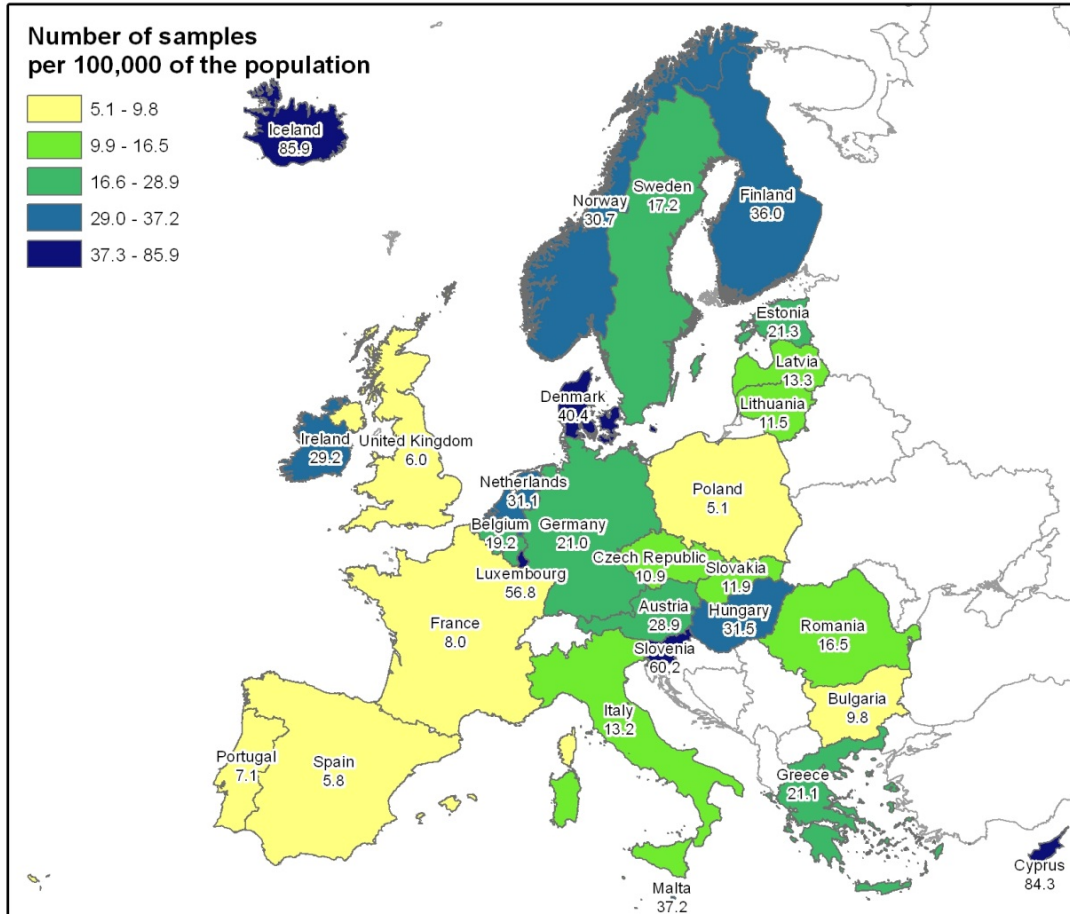 Number of samples
per 100,000 of the population
5.1 - 9.8
9.9 - 16.5
16.6 - 28.9
29.0 - 37.2
37.3 - 85.9
Iceland
85.9
Norway
30.7
Sweden
17.2
Finland
36.0
Estonia
21.3
Latvia
13.3
Lithuania
11.5
Denmark
40.4
Ireland
29.2
United Kingdom
6.0
Netherlands
31.1
Belgium
19.2
Germany
21.0
Poland
5.1
Luxembourg
56.8
Czech Republic
10.9
Slovakia
11.9
Austria
28.9
Hungary
31.5
France
8.0
Slovenia
60.2
Romania
16.5
Bulgaria
9.8
Italy
13.2
Portugal
7.1
Spain
5.8
Greece
21.1
Malta
37.2
Cyprus
84.3